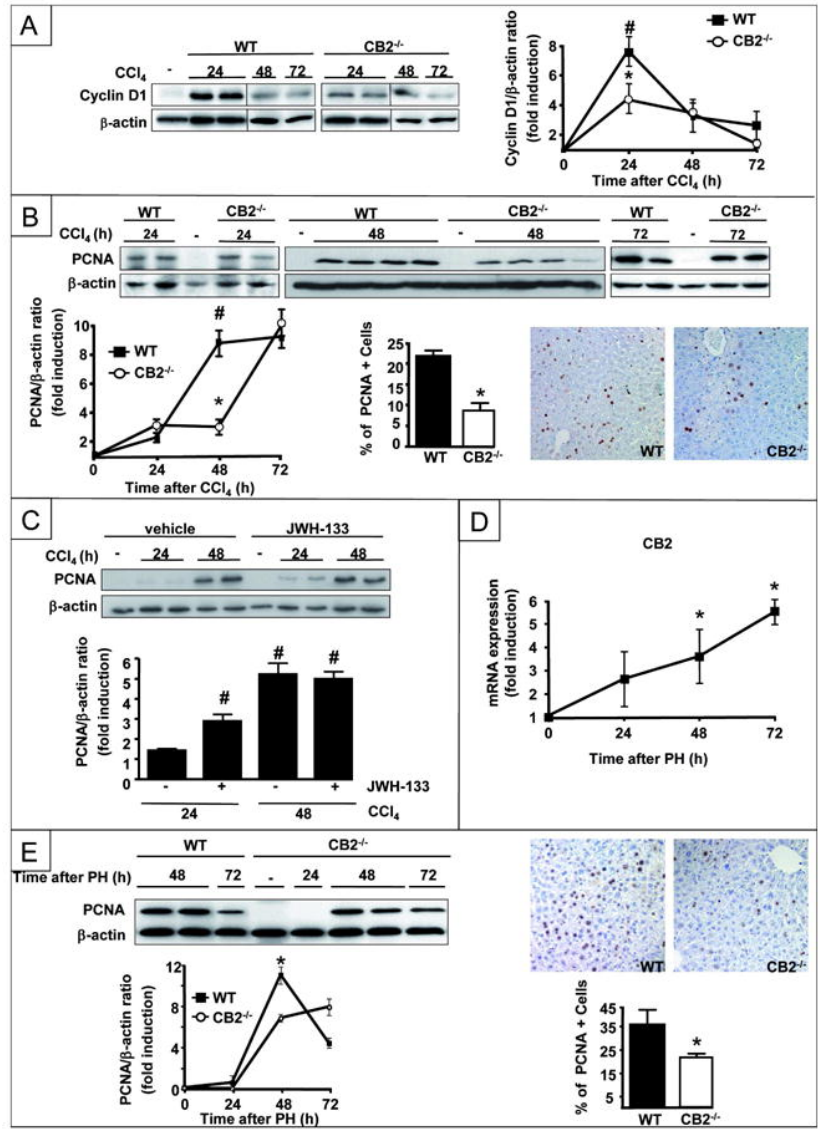 A
WT CB2-/-
CCl4 - 24 48 72 24 48 72
Cyclin D1
β-actin
Cyclin D1/β-actin ratio
(fold induction)
8
6
4
2
#
*
WT
CB2-/-
0 24 48 72
Time after CCl4 (h)
B
WT CB2-/- WT CB2-/- WT CB2-/-
CCl4 (h) 24 - 24 - 48 - 48 72 - 72
PCNA
β-actin
PCNA/β-actin ratio
(fold induction)
10
8
6
4
2
#
*
WT
CB2-/-
0 24 48 72
Time after CCl4 (h)
% of PCNA + Cells
25
20
15
10
5
0
*
WT CB2-/-
WT
CB2-/-
C
vehicle JWH-133
CCl4 (h) - 24 48 - 24 48
PCNA
β-actin
PCNA/β-actin ratio
(fold induction)
6
5
4
3
2
1
0
# # #
- + - + JWH-133
24 48 CCl4
D
CB2
mRNA expression
(fold induction)
6
5
4
3
2
1
* *
0 24 48 72
Time after PH (h)
E
WT CB2-/-
Time after PH (h) 48 72 - 24 48 72
PCNA
β-actin
PCNA/β-actin ratio
(fold induction)
12
8
4
0
*
WT
CB2-/-
0 24 48 72
Time after PH (h)
WT
CB2-/-
% of PCNA + Cells
45
35
25
15
5
*
WT CB2-/-